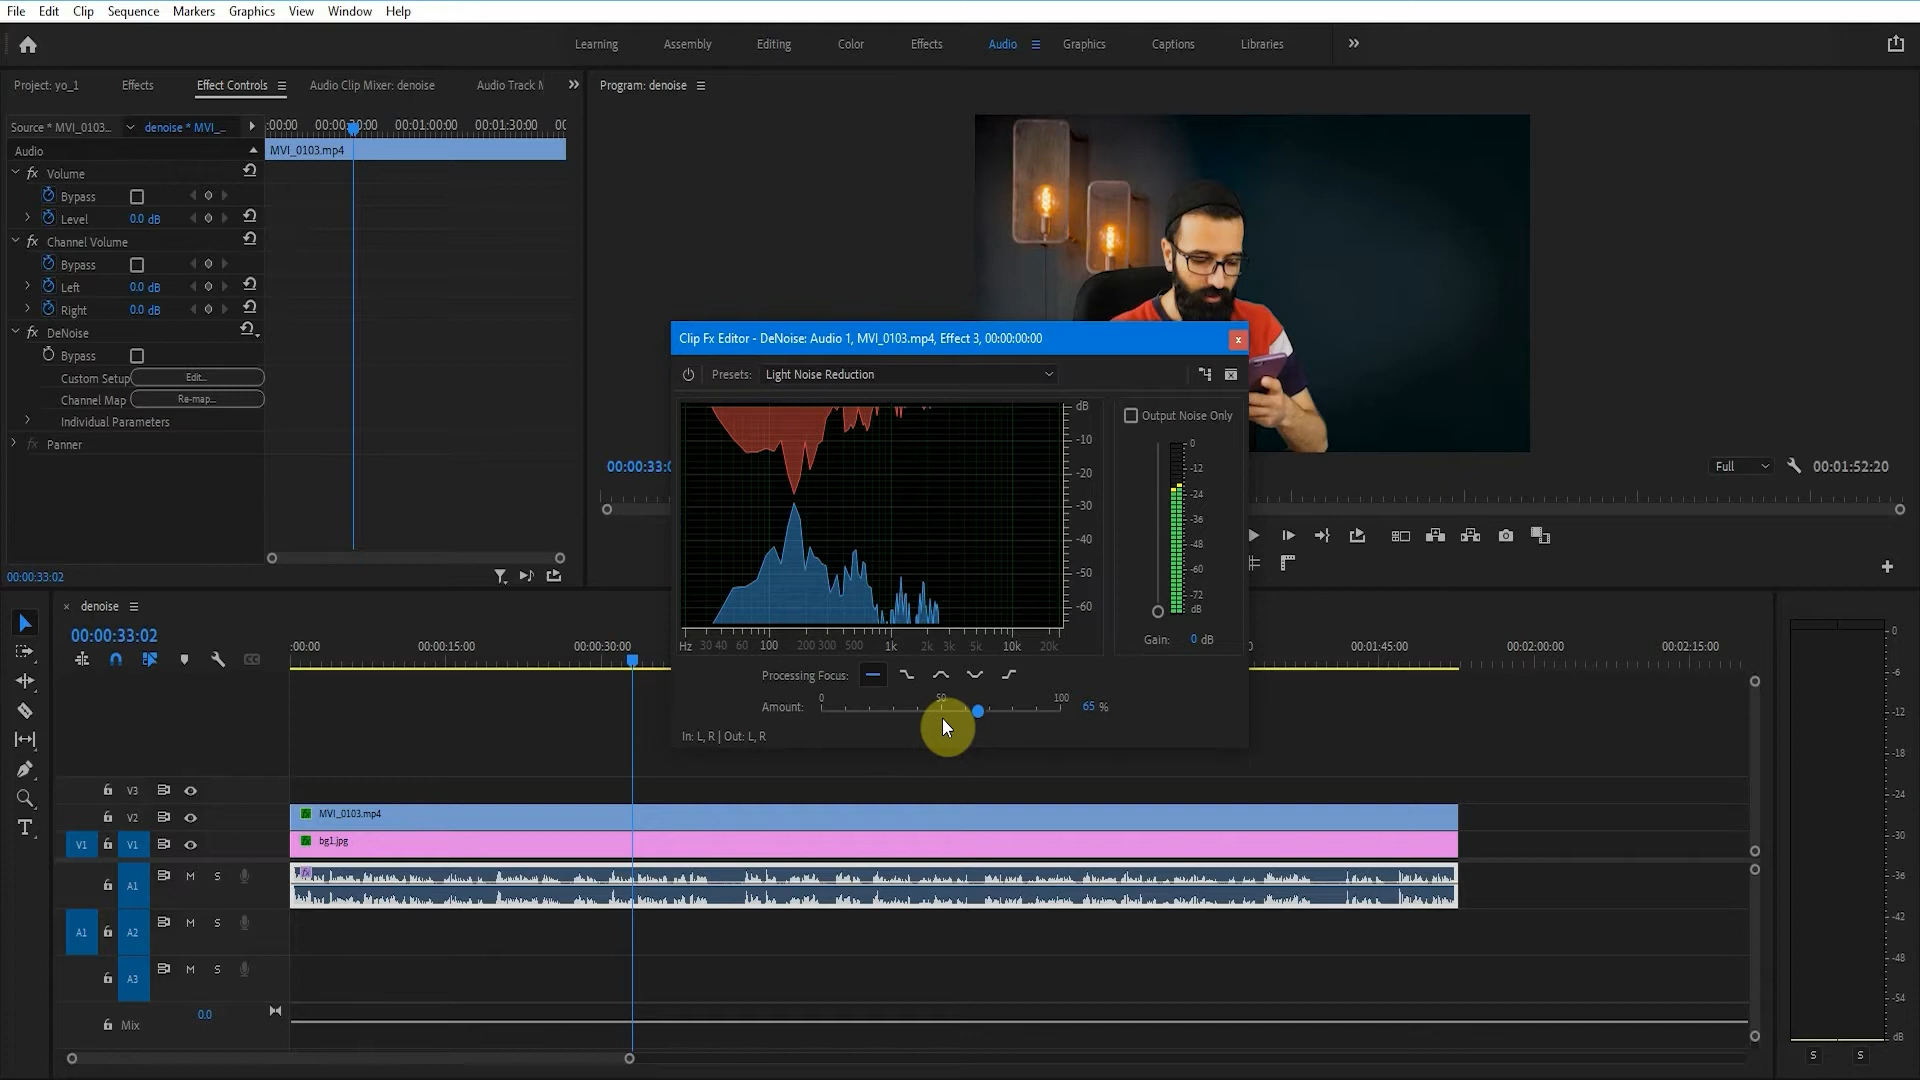 File Edit Clip Sequence Markers Graphics View Window Help
Learning Assembly Editing Color Effects Audio Graphics Captions Libraries
Project: yo_1 Effects Effect Controls Audio Clip Mixer: denoise Audio Track M
Program: denoise
Source * MVI_0103... denoise * MVI_...
:00:00 00:00:30:00 00:01:00:00 00:01:30:00 00
Audio
MVI_0103.mp4
fx Volume
Bypass
Level 0.0 dB
fx Channel Volume
Bypass
Left 0.0 dB
Right 0.0 dB
fx DeNoise
Bypass
Custom Setup Edit...
Channel Map Re-map...
Individual Parameters
fx Panner
00:00:33:02
Clip Fx Editor - DeNoise: Audio 1, MVI_0103.mp4, Effect 3, 00:00:00:00
x
Presets: Light Noise Reduction
dB
-10
-20
-30
-40
-50
-60
Hz 30 40 60 100 200 300 500 1k 2k 3k 5k 10k 20k
Output Noise Only
0
-12
-24
-36
-48
-60
-72
dB
Gain: 0 dB
Processing Focus:
0 50 100
Amount: 65 %
In: L, R | Out: L, R
00:00:33:0
Full 00:01:52:20
× denoise
00:00:33:02
:00:00 00:00:15:00 00:00:30:00 0 00:01:45:00 00:02:00:00 00:02:15:00
V3
V2
V1 V1
A1 M S
A1 A2 M S
A3 M S
Mix 0.0
fx MVI_0103.mp4
fx bg1.jpg
fx
0
-6
-12
-18
-24
-30
-36
-42
-48
-54
dB
S S